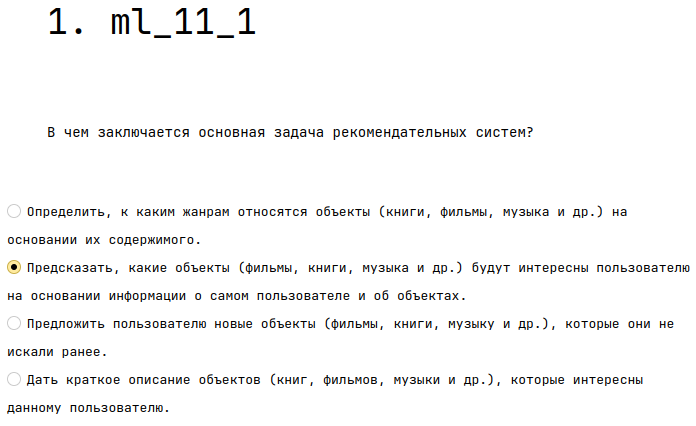 1. ml_11_1
В чем заключается основная задача рекомендательных систем?
Определить, к каким жанрам относятся объекты (книги, фильмы, музыка и др.) на
основании их содержимого.
Предсказать, какие объекты (фильмы, книги, музыка и др.) будут интересны пользователю
на основании информации о самом пользователе и об объектах.
Предложить пользователю новые объекты (фильмы, книги, музыку и др.), которые они не
искали ранее.
Дать краткое описание объектов (книг, фильмов, музыки и др.), которые интересны
данному пользователю.